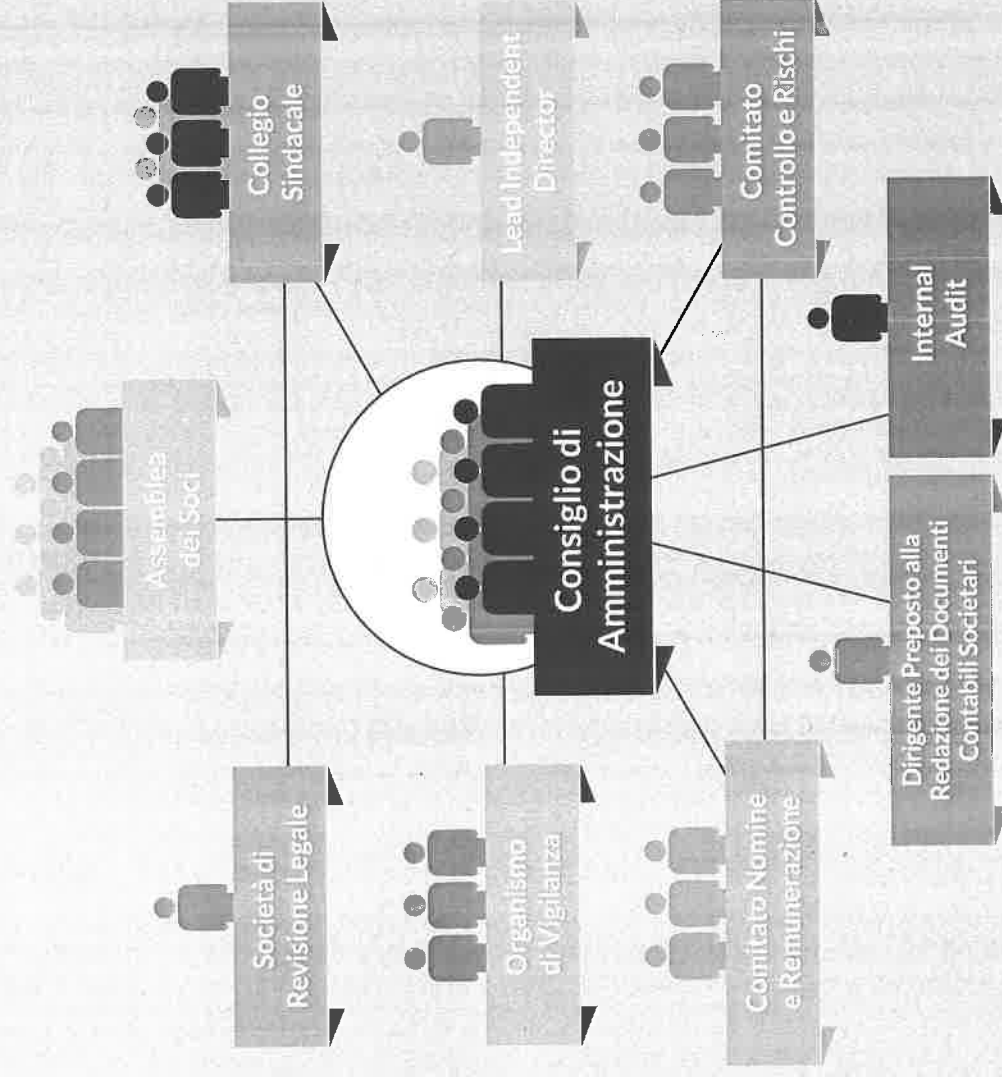 Assemblea
dei Soci
Società di
Revisione Legale
Collegio
Sindacale
Organismo
di Vigilanza
Lead Independent
Director
Consiglio di
Amministrazione
Comitato Nomine
e Remunerazione
Comitato
Controllo e Rischi
Dirigente Preposto alla
Redazione dei Documenti
Contabili Societari
Internal
Audit